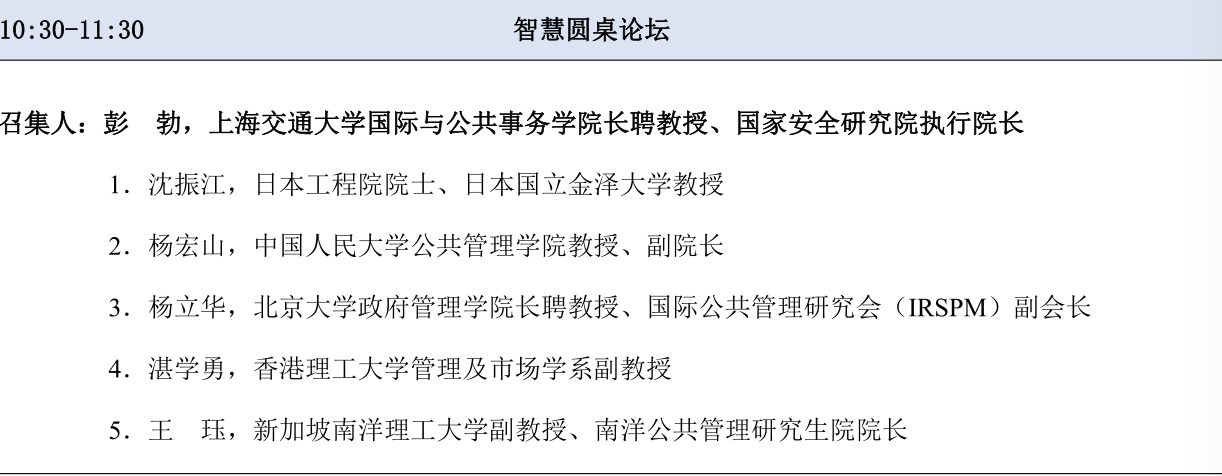 10:30-11:30 智慧圆桌论坛
召集人：彭　勃，上海交通大学国际与公共事务学院长聘教授、国家安全研究院执行院长
1．沈振江，日本工程院院士、日本国立金泽大学教授
2．杨宏山，中国人民大学公共管理学院教授、副院长
3．杨立华，北京大学政府管理学院长聘教授、国际公共管理研究会（IRSPM）副会长
4．湛学勇，香港理工大学管理及市场学系副教授
5．王　珏，新加坡南洋理工大学副教授、南洋公共管理研究生院院长